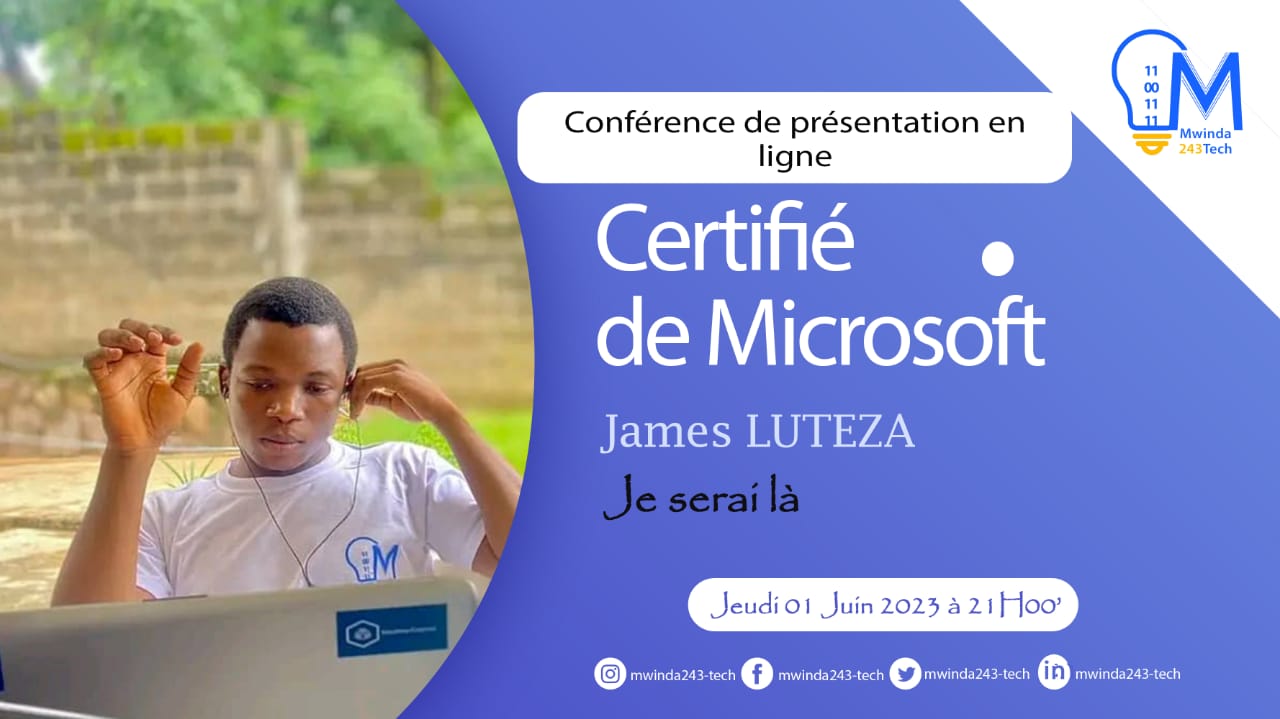 11
00
11
11
M
Mwinda
243Tech
Conférence de présentation en
ligne
Certifié
de Microsoft
James LUTEZA
Je serai là
Jeudi 01 Juin 2023 à 21H00’
mwinda243-tech mwinda243-tech mwinda243-tech mwinda243-tech
M